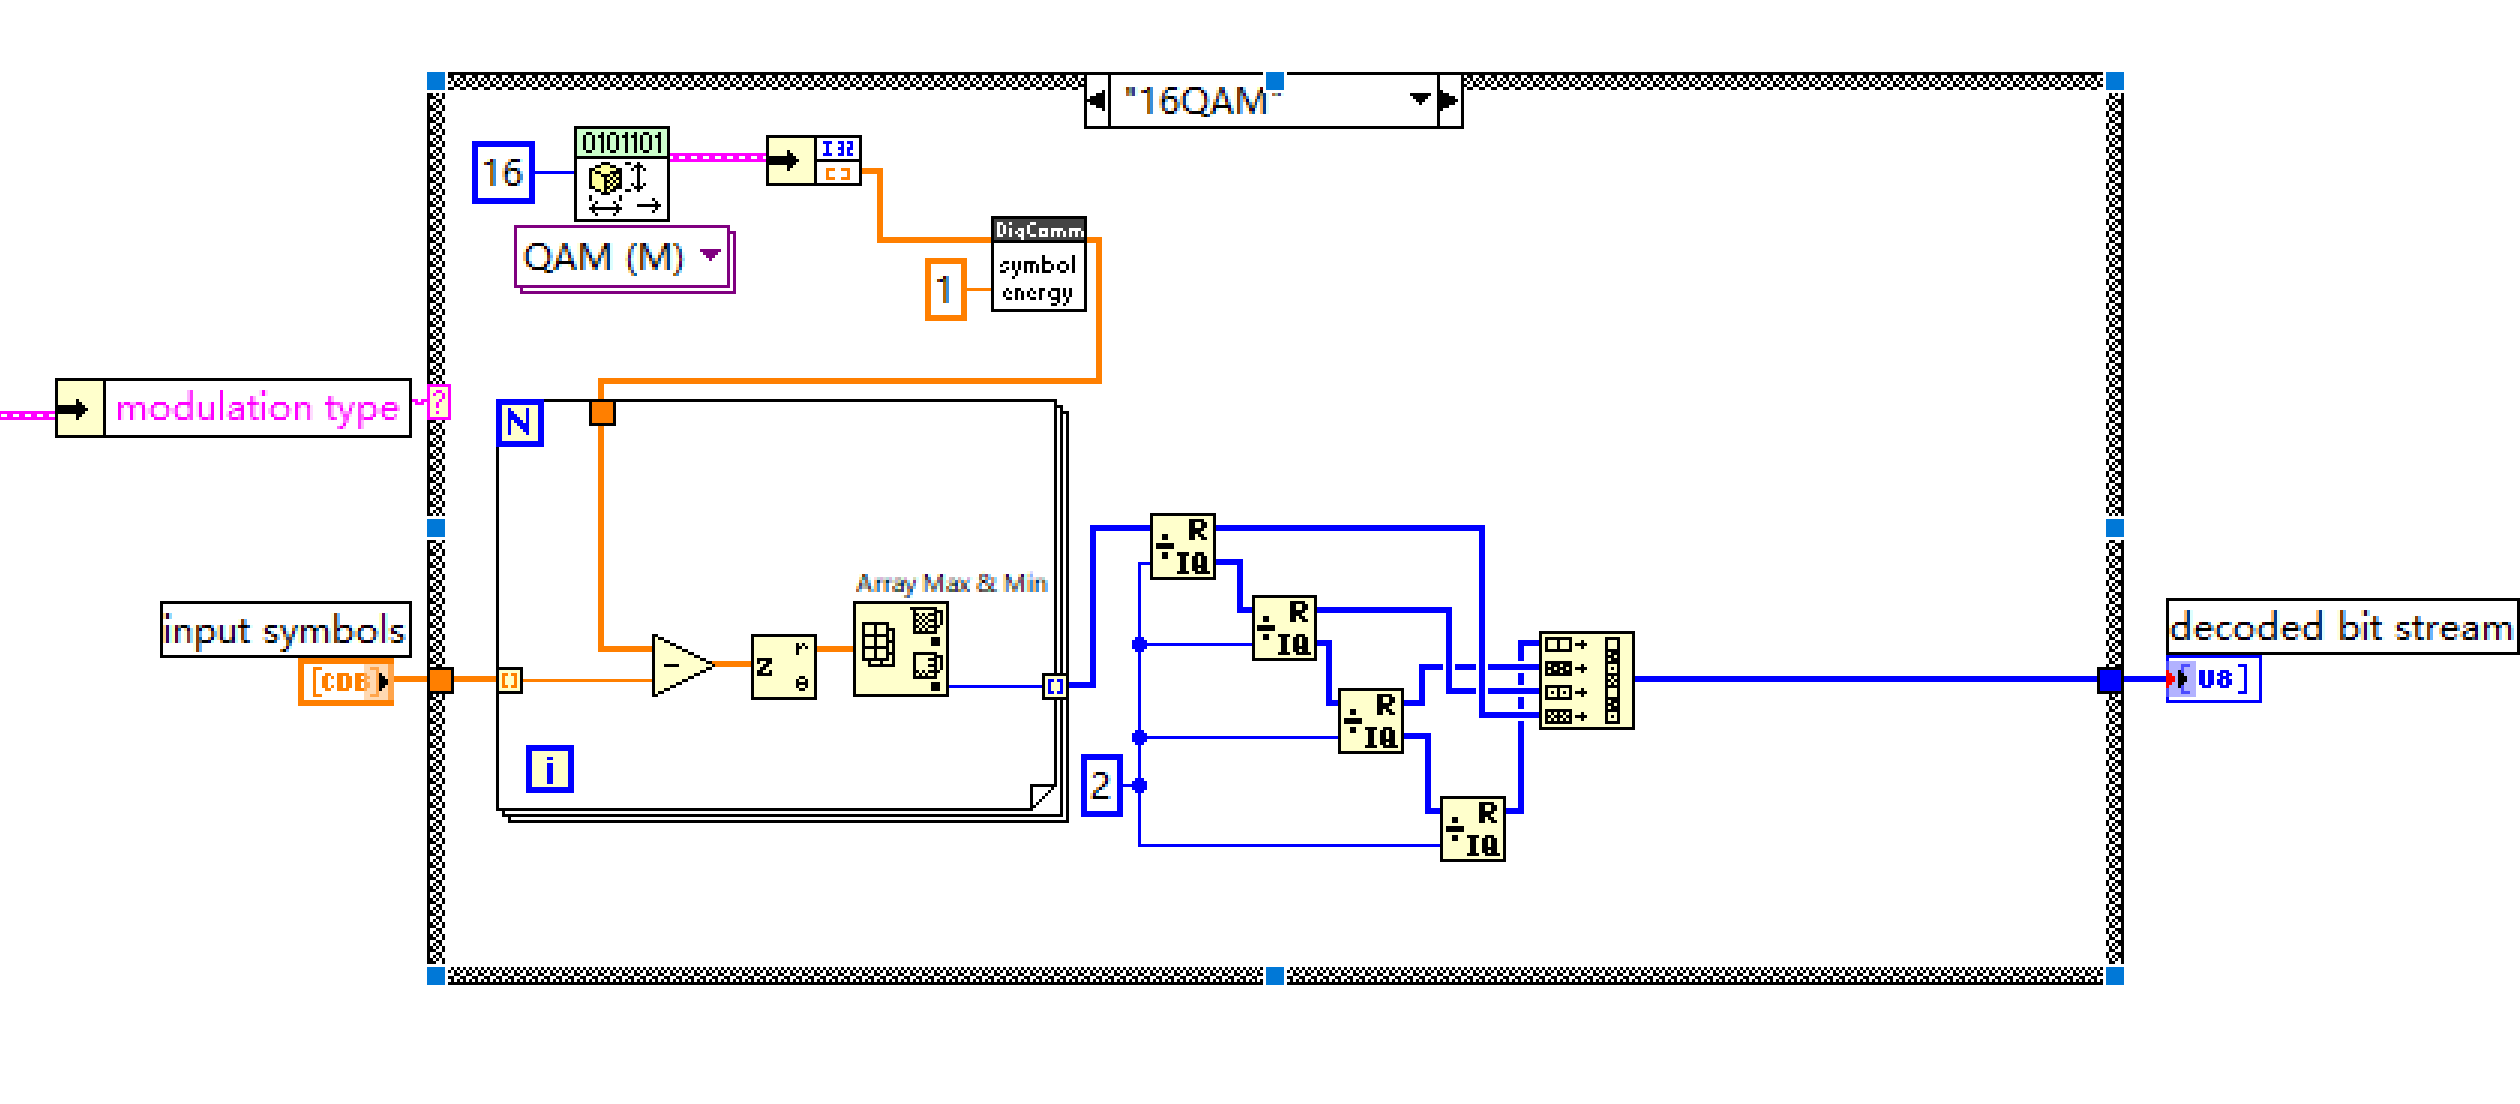 "16QAM"
0101101
16
I32
[ ]
QAM (M)
DigComm
symbol
energy
1
modulation type
?
N
Array Max & Min
input symbols
[CDB]
-
z
r
θ
[ ]
[ ]
i
R
IQ
R
IQ
R
IQ
R
IQ
2
decoded bit stream
[U8]